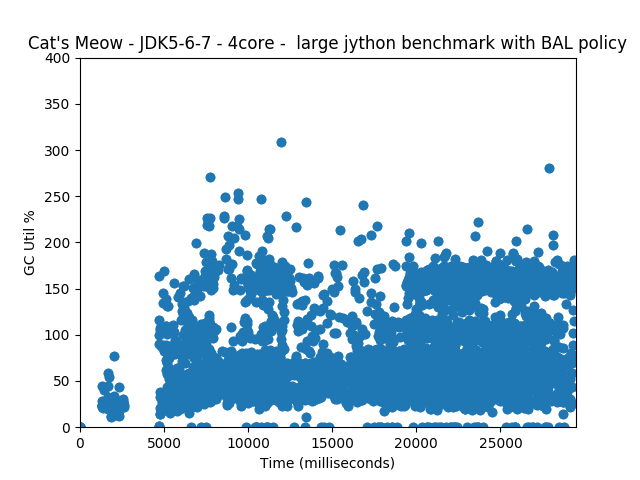 Cat's Meow - JDK5-6-7 - 4core -  large jython benchmark with BAL policy
400
350
300
250
200
150
100
50
0
GC Util %
0 5000 10000 15000 20000 25000
Time (milliseconds)